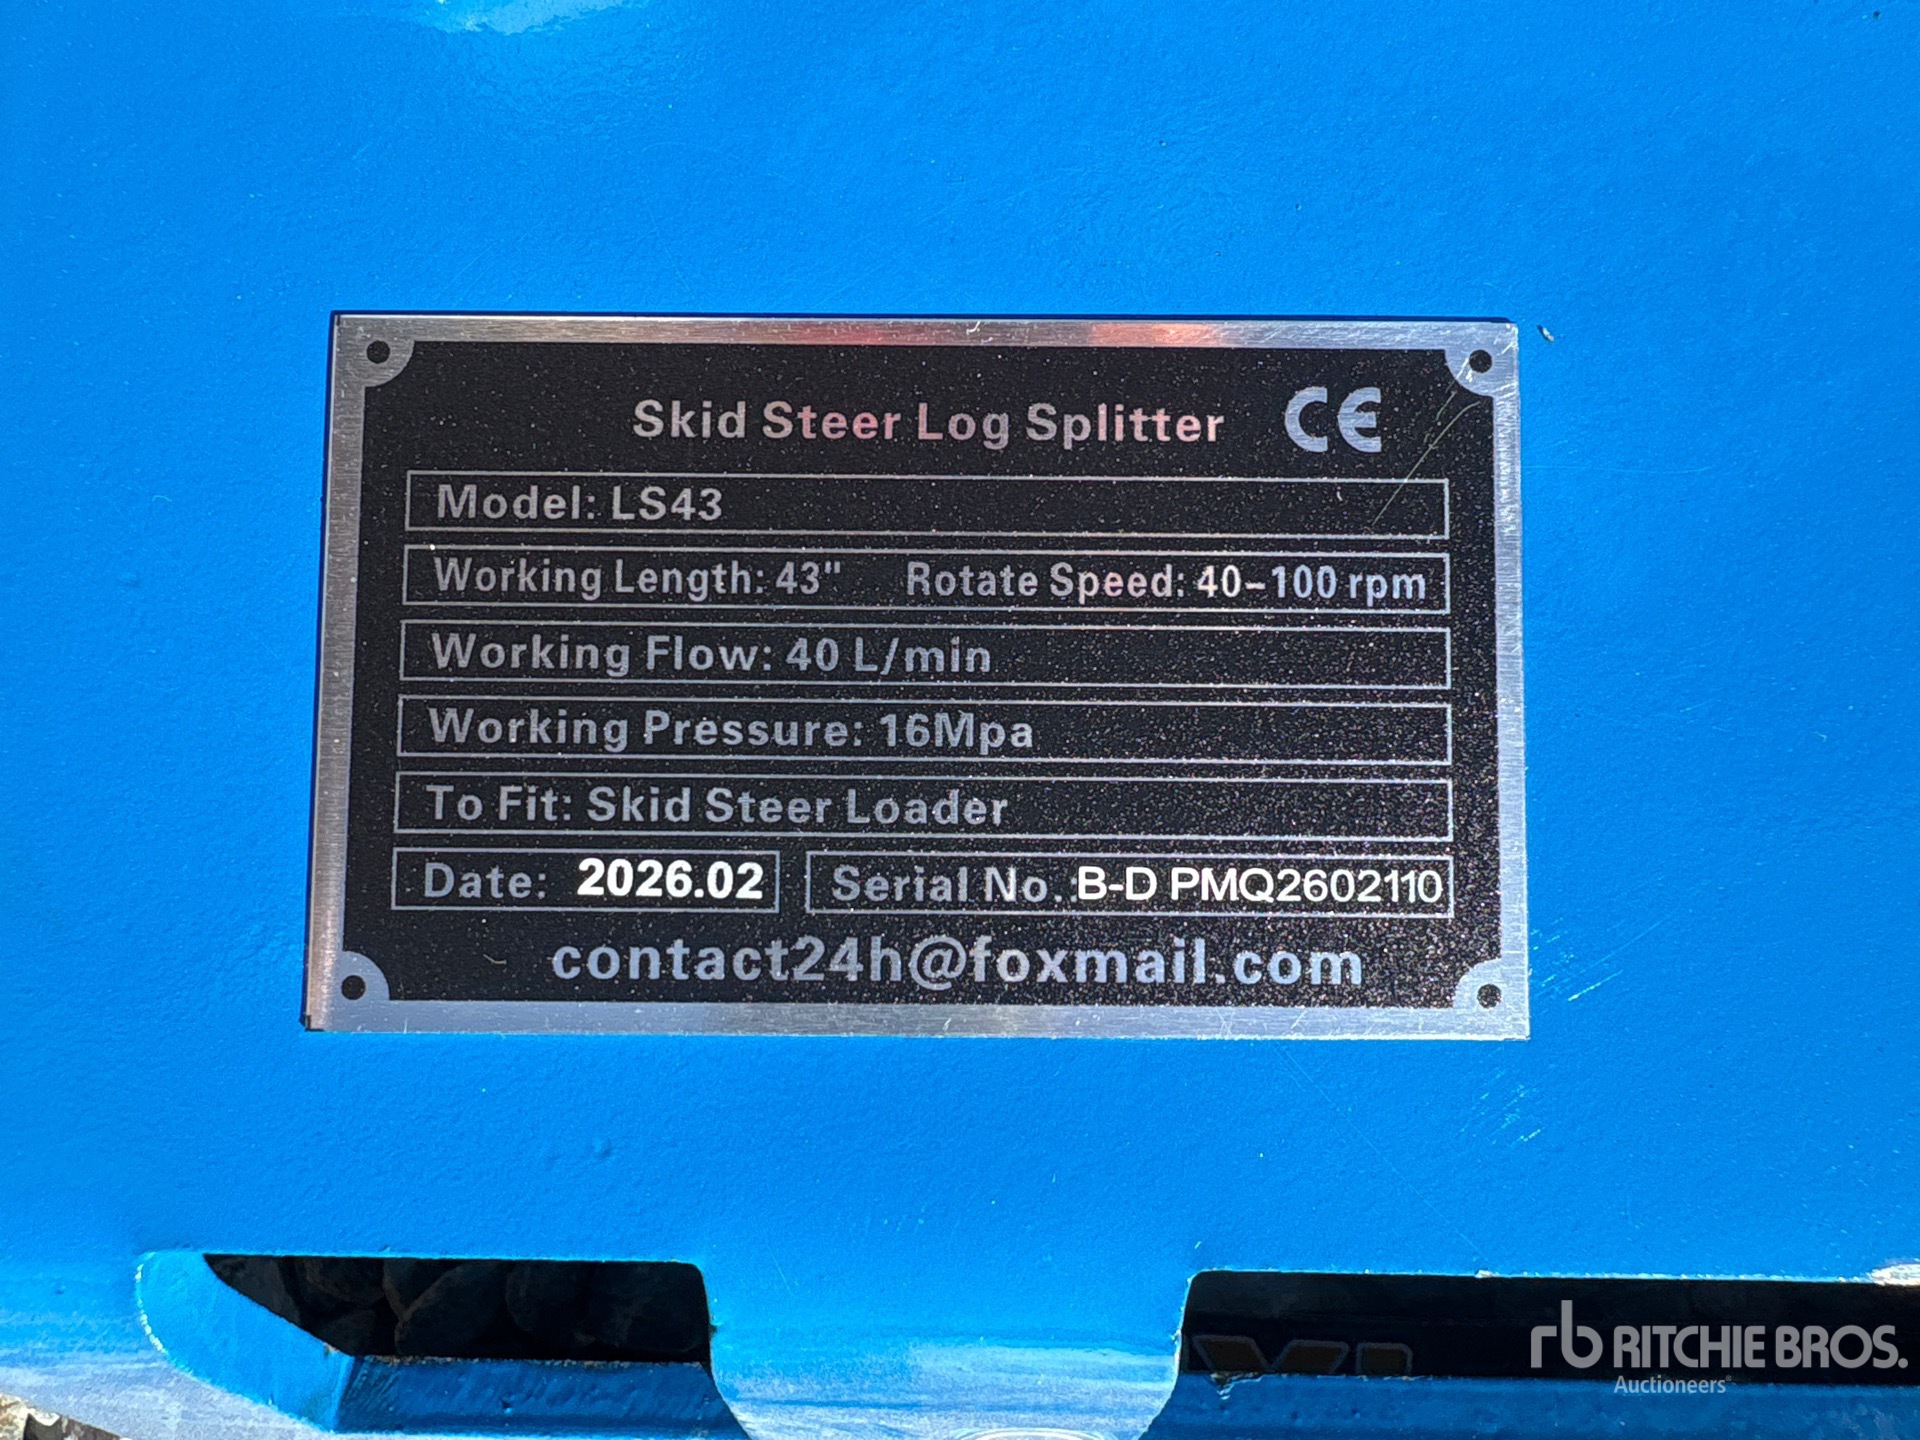 Skid Steer Log Splitter CE
Model: LS43
Working Length: 43" Rotate Speed: 40-100 rpm
Working Flow: 40 L/min
Working Pressure: 16Mpa
To Fit: Skid Steer Loader
Date: 2026.02 Serial No.: B-D PMQ2602110
contact24h@foxmail.com
rb RITCHIE BROS.
Auctioneers®